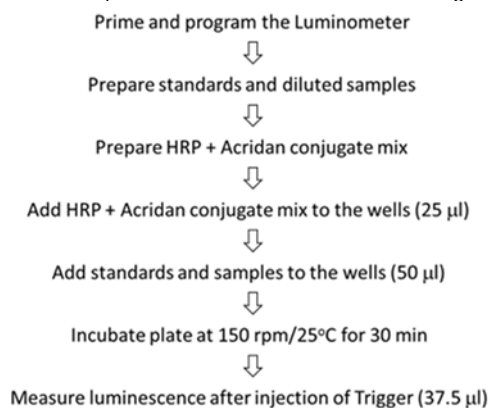 Prime and program the Luminometer
Prepare standards and diluted samples
Prepare HRP + Acridan conjugate mix
Add HRP + Acridan conjugate mix to the wells (25 µl)
Add standards and samples to the wells (50 µl)
Incubate plate at 150 rpm/25°C for 30 min
Measure luminescence after injection of Trigger (37.5 µl)